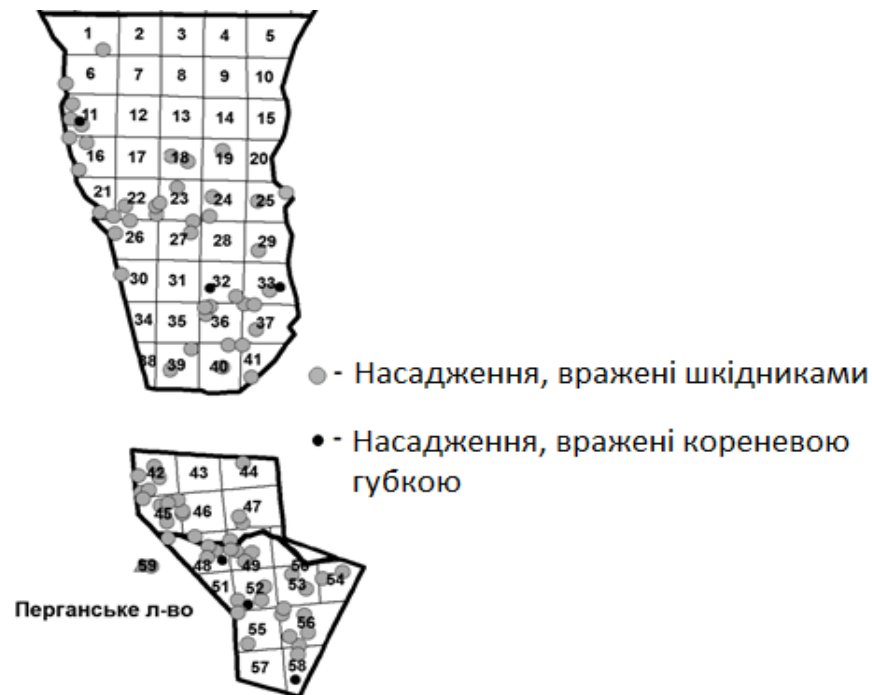 1 2 3 4 5
6 7 8 9 10
11 12 13 14 15
16 17 18 19 20
21 22 23 24 25
26 27 28 29
30 31 32 33
34 35 36 37
38 39 40 41
- Насадження, вражені шкідниками
- Насадження, вражені кореневою
губкою
42 43 44
45 46 47
59 48 49 50
51 52 53 54
Перганське л-во
55 56
57 58